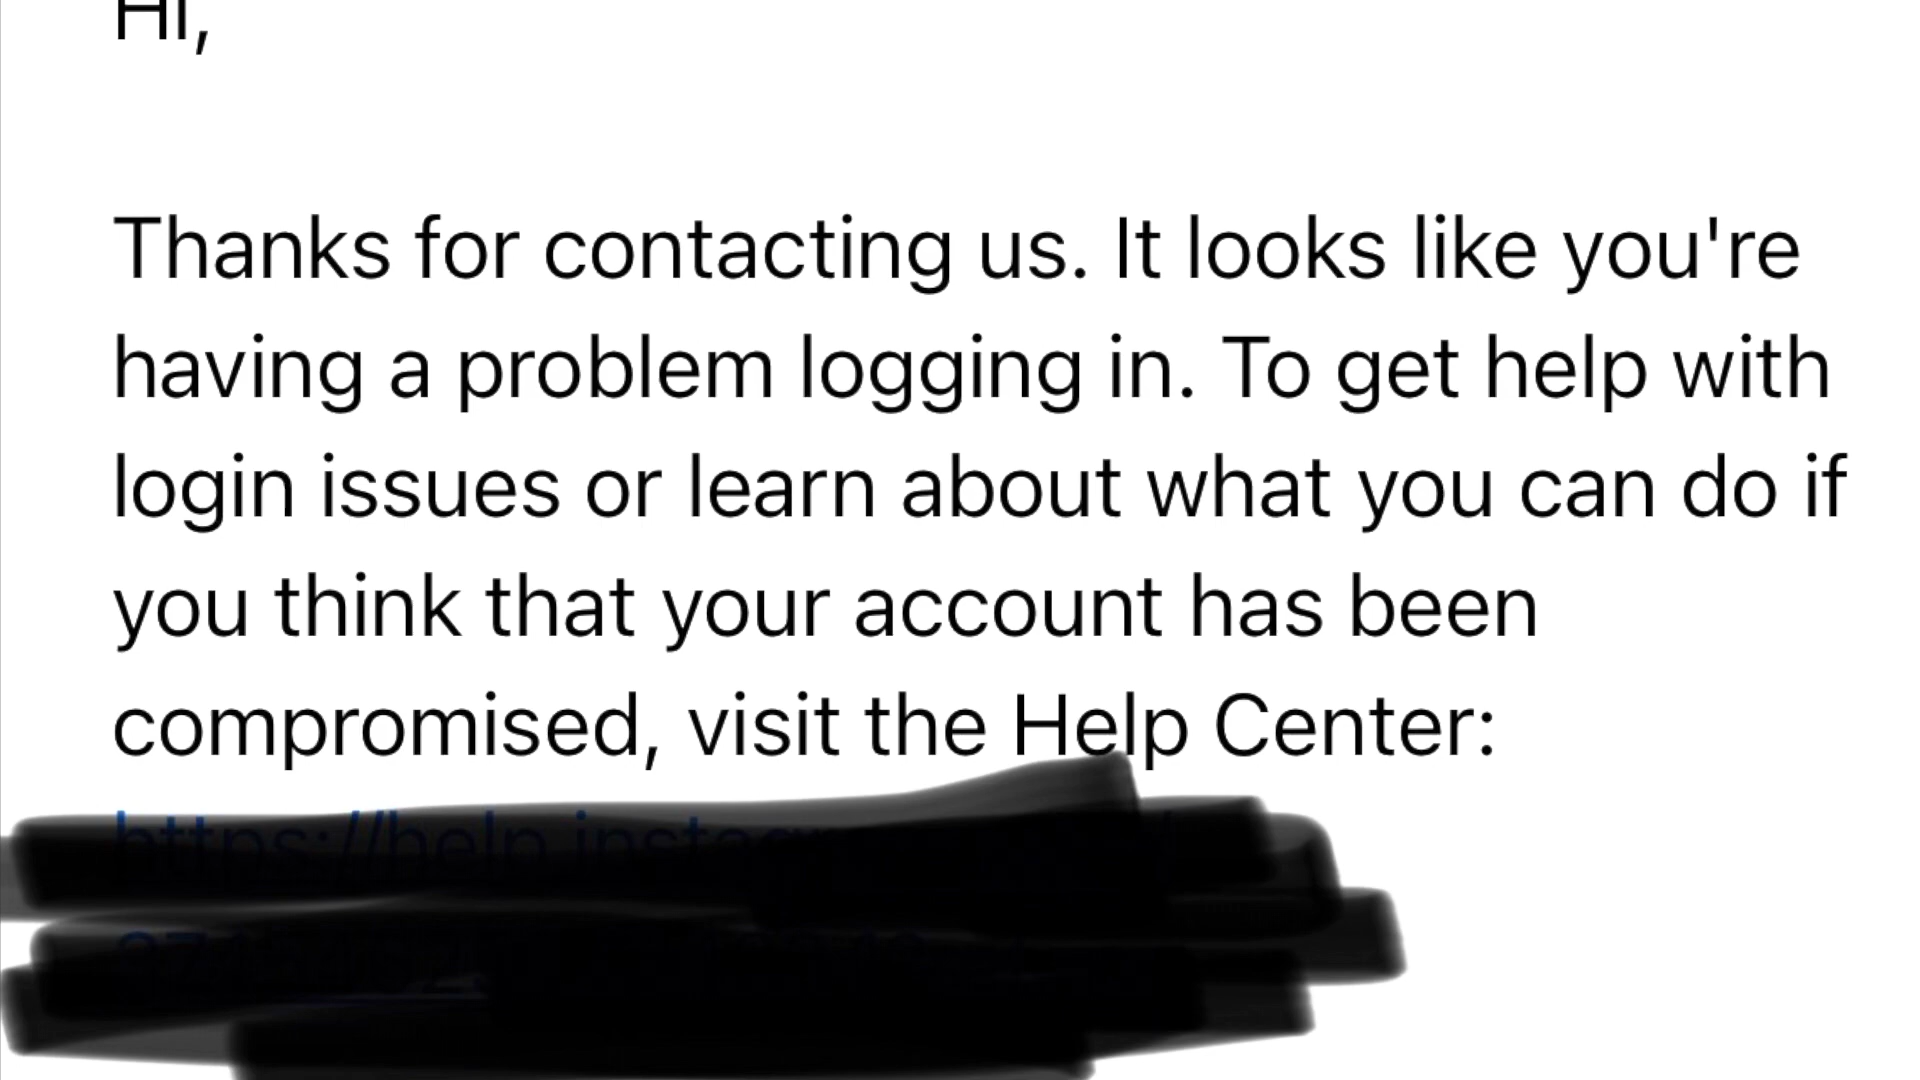 Hi,
Thanks for contacting us. It looks like you're
having a problem logging in. To get help with
login issues or learn about what you can do if
you think that your account has been
compromised, visit the Help Center: